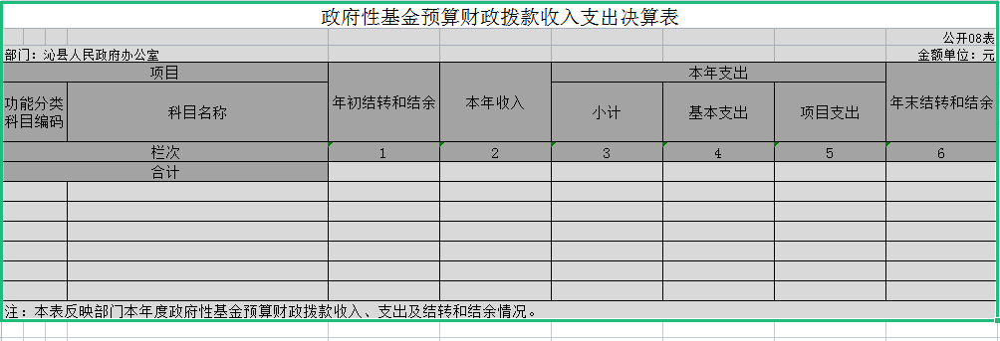 政府性基金预算财政拨款收入支出决算表
公开08表
部门：沁县人民政府办公室 金额单位：元
项目 年初结转和结余 本年收入 本年支出 年末结转和结余
功能分类科目编码 科目名称 小计 基本支出 项目支出
栏次 1 2 3 4 5 6
合计
注：本表反映部门本年度政府性基金预算财政拨款收入、支出及结转和结余情况。